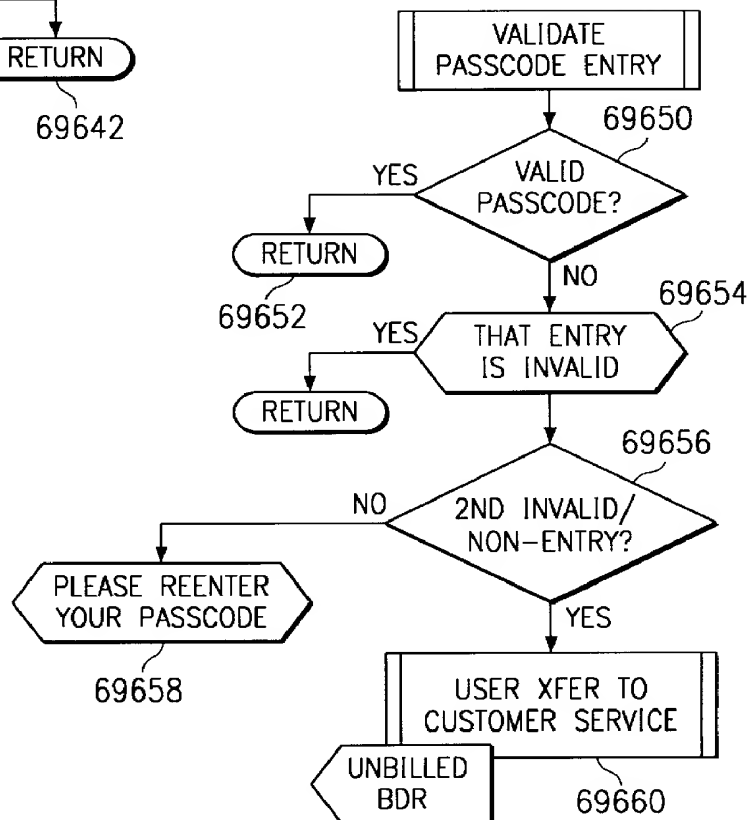 RETURN
69642
VALIDATE
PASSCODE ENTRY
69650
YES
VALID
PASSCODE?
RETURN
69652
NO
69654
YES
THAT ENTRY
IS INVALID
RETURN
69656
NO
2ND INVALID/
NON-ENTRY?
PLEASE REENTER
YOUR PASSCODE
69658
YES
USER XFER TO
CUSTOMER SERVICE
UNBILLED
BDR
69660